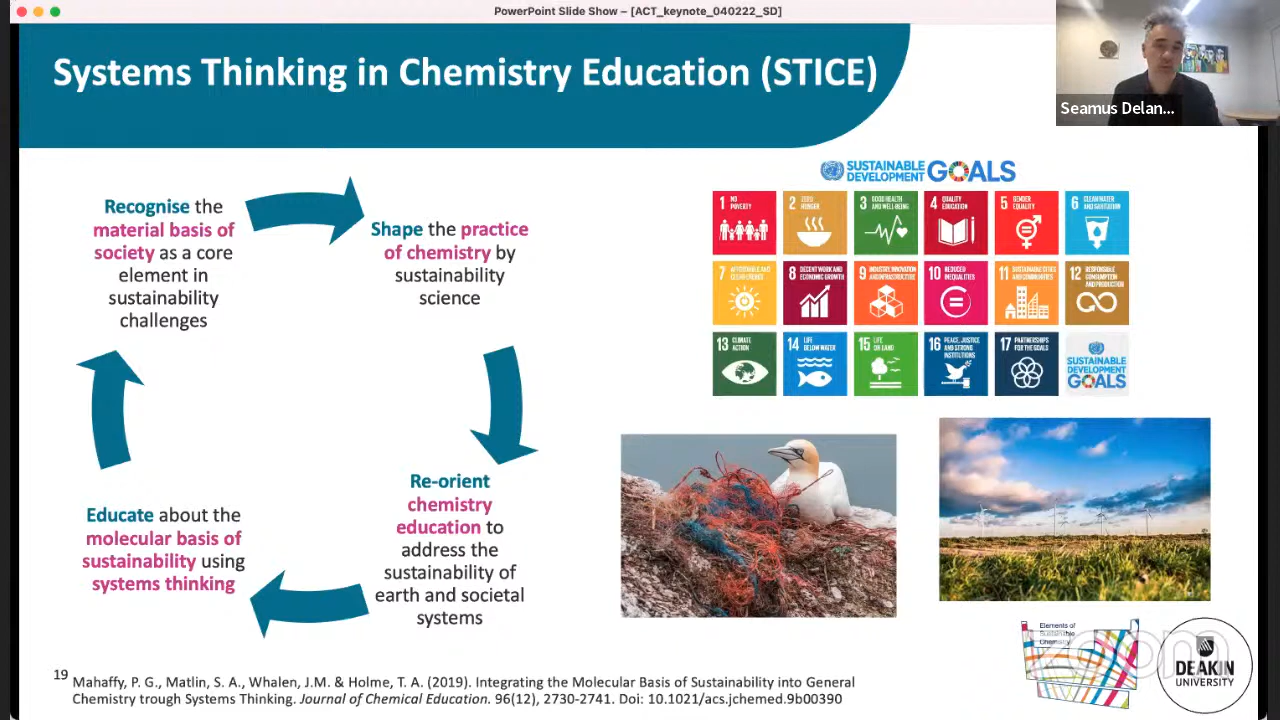 PowerPoint Slide Show – [ACT_keynote_040222_SD]
Systems Thinking in Chemistry Education (STICE)
Seamus Delan...
Recognise the
material basis of
society as a core
element in
sustainability
challenges
Shape the practice
of chemistry by
sustainability
science
Re-orient
chemistry
education to
address the
sustainability of
earth and societal
systems
Educate about the
molecular basis of
sustainability using
systems thinking
SUSTAINABLE
DEVELOPMENT GOALS
1 NO
POVERTY
2 ZERO
HUNGER
3 GOOD HEALTH
AND WELL-BEING
4 QUALITY
EDUCATION
5 GENDER
EQUALITY
6 CLEAN WATER
AND SANITATION
7 AFFORDABLE AND
CLEAN ENERGY
8 DECENT WORK AND
ECONOMIC GROWTH
9 INDUSTRY, INNOVATION
AND INFRASTRUCTURE
10 REDUCED
INEQUALITIES
11 SUSTAINABLE CITIES
AND COMMUNITIES
12 RESPONSIBLE
CONSUMPTION
AND PRODUCTION
13 CLIMATE
ACTION
14 LIFE
BELOW WATER
15 LIFE
ON LAND
16 PEACE, JUSTICE
AND STRONG
INSTITUTIONS
17 PARTNERSHIPS
FOR THE GOALS
SUSTAINABLE
DEVELOPMENT
GOALS
Elements of
Sustainable
Chemistry
zoom
DEAKIN
UNIVERSITY
19 Mahaffy, P. G., Matlin, S. A., Whalen, J.M. & Holme, T. A. (2019). Integrating the Molecular Basis of Sustainability into General
Chemistry trough Systems Thinking. Journal of Chemical Education. 96(12), 2730-2741. Doi: 10.1021/acs.jchemed.9b00390